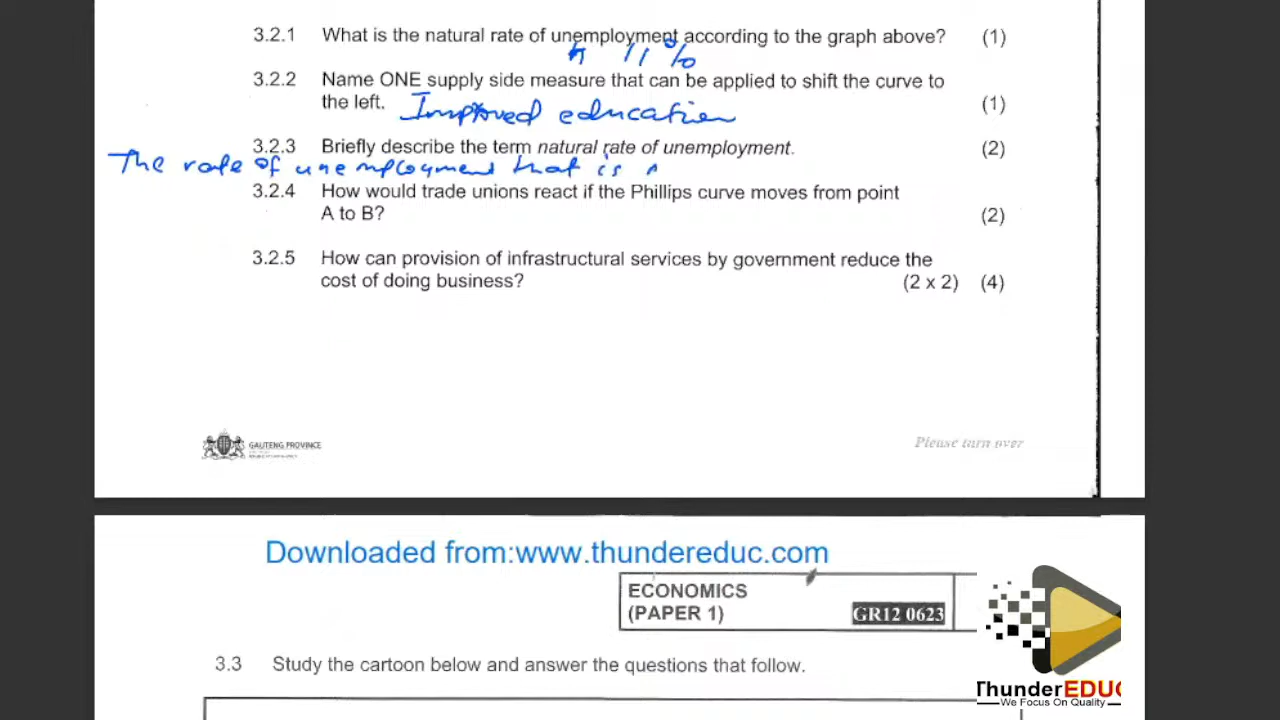 3.2.1 What is the natural rate of unemployment according to the graph above? (1)
11%
3.2.2 Name ONE supply side measure that can be applied to shift the curve to
the left. Improved education (1)
3.2.3 Briefly describe the term natural rate of unemployment. (2)
The rate of unemployment that is
3.2.4 How would trade unions react if the Phillips curve moves from point
A to B? (2)
3.2.5 How can provision of infrastructural services by government reduce the
cost of doing business? (2 x 2) (4)
GAUTENG PROVINCE
Please turn over
Downloaded from:www.thundereduc.com
ECONOMICS
(PAPER 1) GR12 0623
3.3 Study the cartoon below and answer the questions that follow.
ThunderEDUC
We Focus On Quality